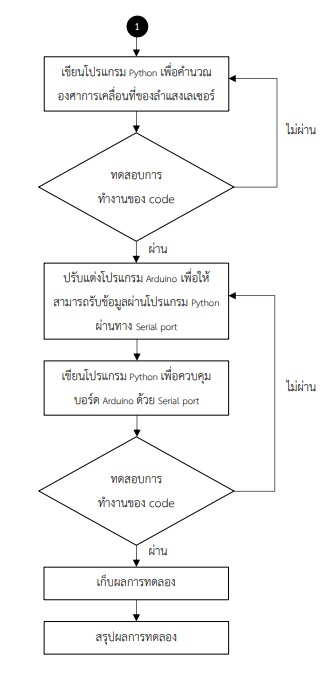 1
เขียนโปรแกรม Python เพื่อคำนวณ
องศาการเคลื่อนที่ของลำแสงเลเซอร์
ไม่ผ่าน
ทดสอบการ
ทำงานของ code
ผ่าน
ปรับแต่งโปรแกรม Arduino เพื่อให้
สามารถรับข้อมูลผ่านโปรแกรม Python
ผ่านทาง Serial port
เขียนโปรแกรม Python เพื่อควบคุม
บอร์ด Arduino ด้วย Serial port
ไม่ผ่าน
ทดสอบการ
ทำงานของ code
ผ่าน
เก็บผลการทดลอง
สรุปผลการทดลอง